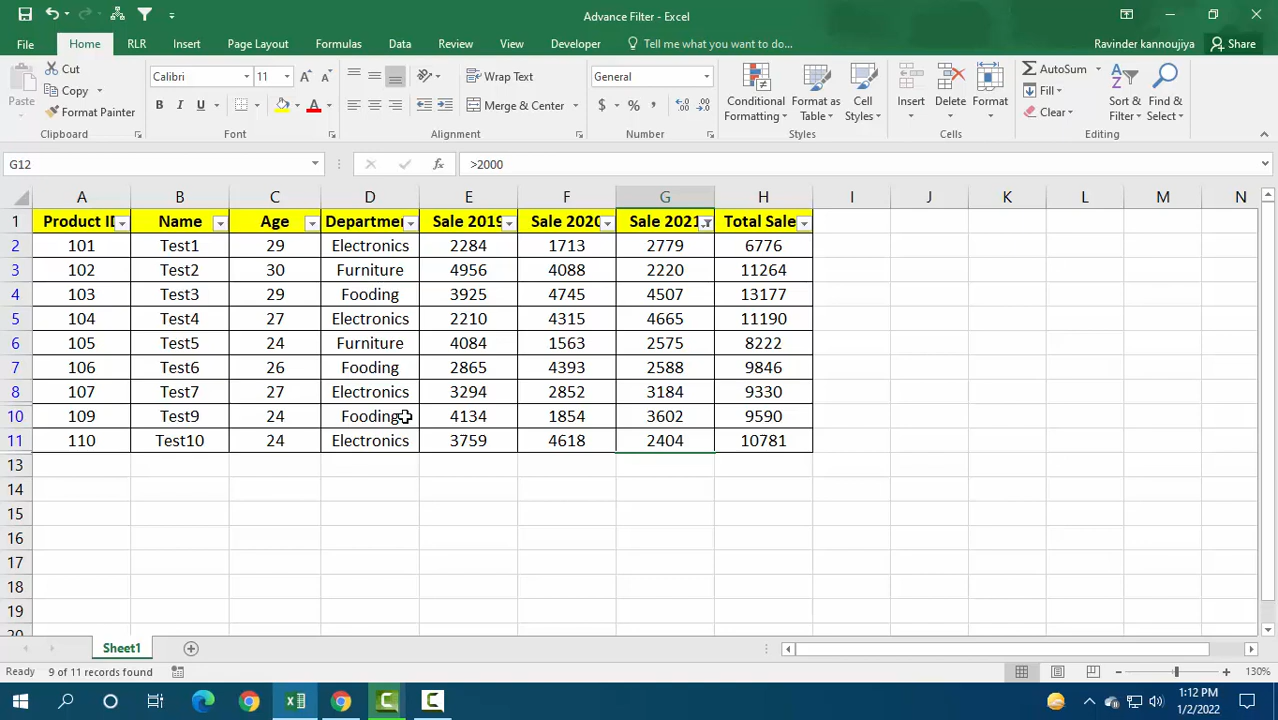 Advance Filter - Excel
File Home RLR Insert Page Layout Formulas Data Review View Developer Tell me what you want to do... Ravinder kannoujiya Share
Paste Cut Copy Format Painter Clipboard
Calibri 11 A A B I U A Font
Wrap Text Merge & Center Alignment
General $ % , Number
Conditional Formatting Format as Table Cell Styles Styles
Insert Delete Format Cells
AutoSum Fill Clear Sort & Filter Find & Select Editing
G12 fx >2000
A B C D E F G H I J K L M N
1 Product ID Name Age Departmer Sale 2019 Sale 2020 Sale 2021 Total Sale
2 101 Test1 29 Electronics 2284 1713 2779 6776
3 102 Test2 30 Furniture 4956 4088 2220 11264
4 103 Test3 29 Fooding 3925 4745 4507 13177
5 104 Test4 27 Electronics 2210 4315 4665 11190
6 105 Test5 24 Furniture 4084 1563 2575 8222
7 106 Test6 26 Fooding 2865 4393 2588 9846
8 107 Test7 27 Electronics 3294 2852 3184 9330
10 109 Test9 24 Fooding 4134 1854 3602 9590
11 110 Test10 24 Electronics 3759 4618 2404 10781
13
14
15
16
17
18
19
20
Sheet1
Ready 9 of 11 records found 130%
1:12 PM
1/2/2022